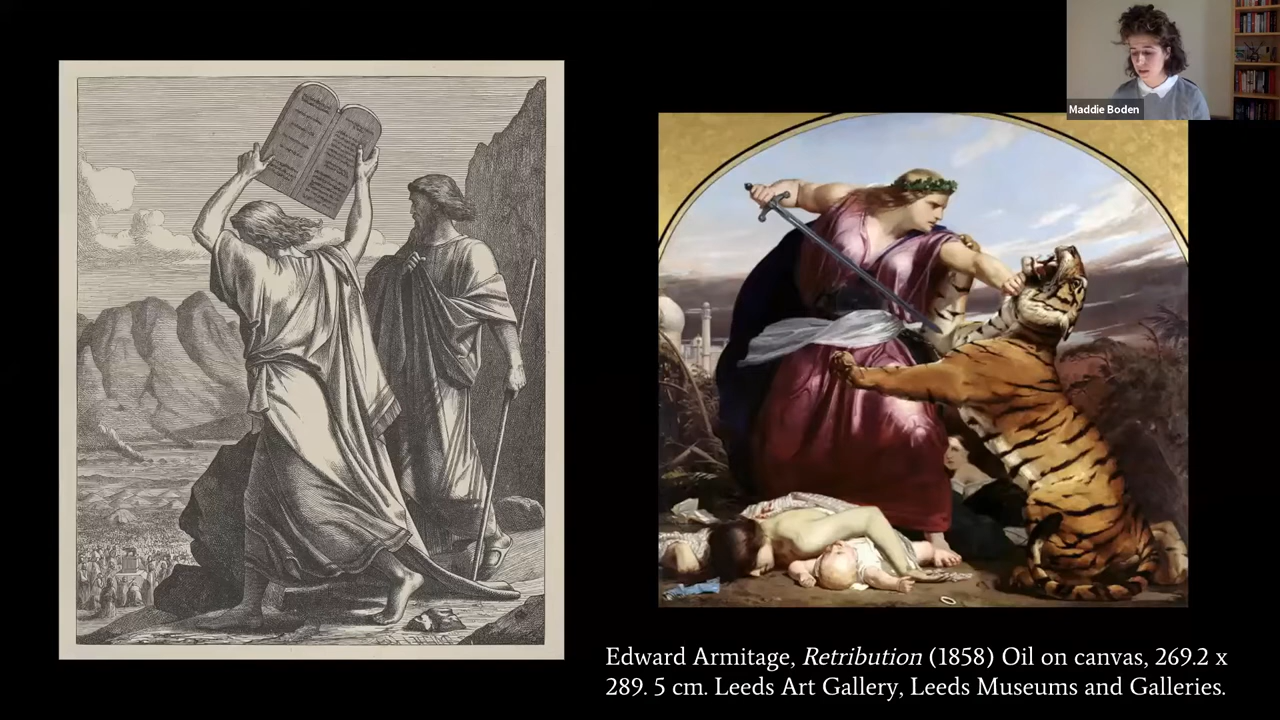 Maddie Boden
Edward Armitage, Retribution (1858) Oil on canvas, 269.2 x
289. 5 cm. Leeds Art Gallery, Leeds Museums and Galleries.